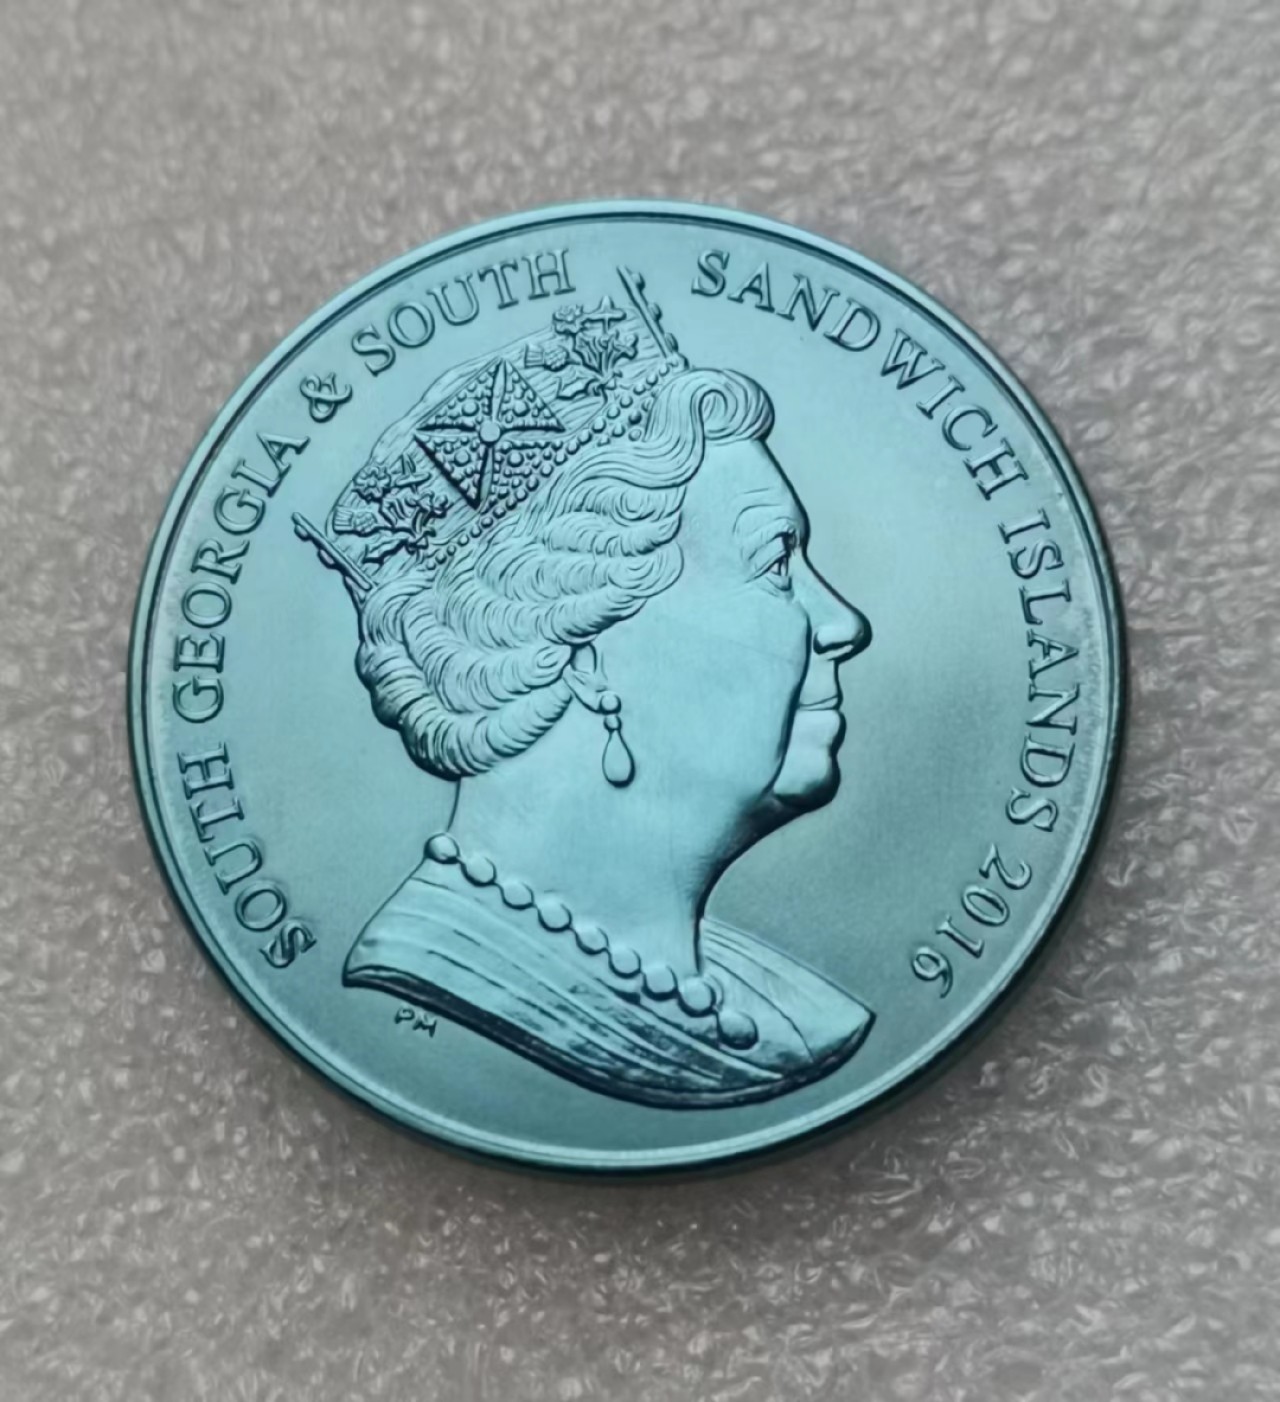 SOUTH GEORGIA & SOUTH SANDWICH ISLANDS 2016
PM